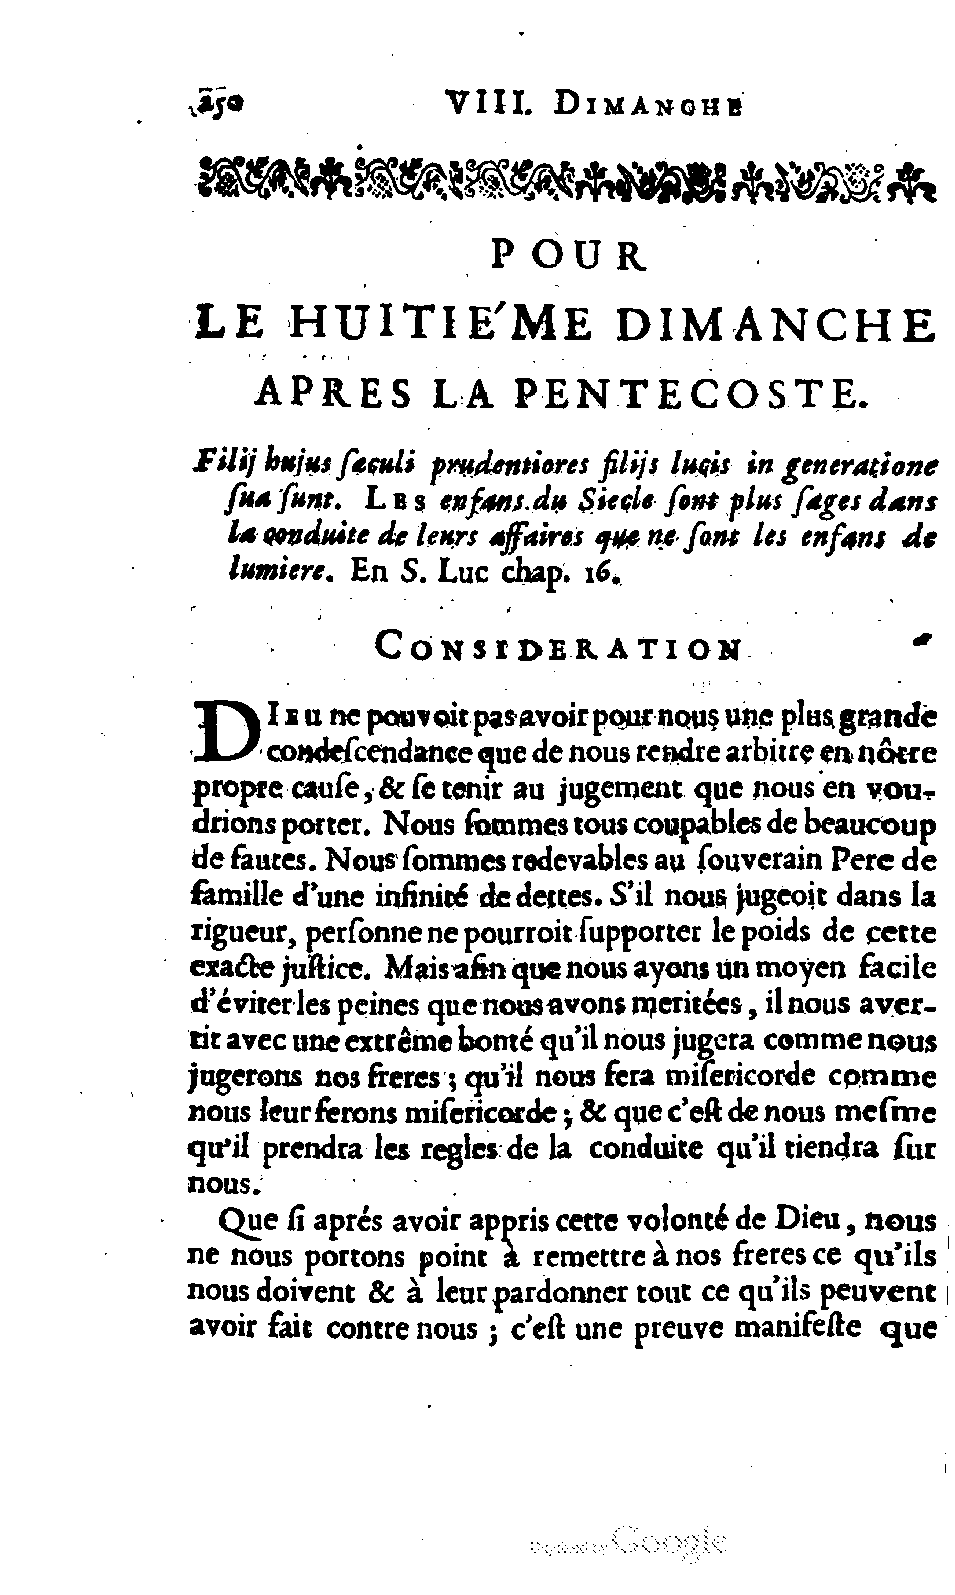 250 VIII. DIMANCHE
POUR
LE HUITIE'ME DIMANCHE
APRES LA PENTECOSTE.
Filij hujus ſæculi prudentiores filijs lucis in generatione
ſua ſunt. LES enfans du Siecle ſont plus ſages dans
la conduite de leurs affaires que ne ſont les enfans de
lumiere. En S. Luc chap. 16.
CONSIDERATION
DIEU ne pouvoit pas avoir pour nous une plus grande
condeſcendance que de nous rendre arbitre en nôtre
propre cauſe, & ſe tenir au jugement que nous en vou-
drions porter. Nous ſommes tous coupables de beaucoup
de fautes. Nous ſommes redevables au ſouverain Pere de
famille d'une infinité de dettes. S'il nous jugeoit dans la
rigueur, perſonne ne pourroit ſupporter le poids de cette
exacte juſtice. Mais afin que nous ayons un moyen facile
d'éviter les peines que nous avons meritées, il nous aver-
tit avec une extrême bonté qu'il nous jugera comme nous
jugerons nos freres; qu'il nous fera miſericorde comme
nous leur ferons miſericorde; & que c'eſt de nous meſme
qu'il prendra les regles de la conduite qu'il tiendra ſur
nous.
Que ſi aprés avoir appris cette volonté de Dieu, nous
ne nous portons point à remettre à nos freres ce qu'ils
nous doivent & à leur pardonner tout ce qu'ils peuvent
avoir fait contre nous; c'eſt une preuve manifeſte que
Digitized by Google